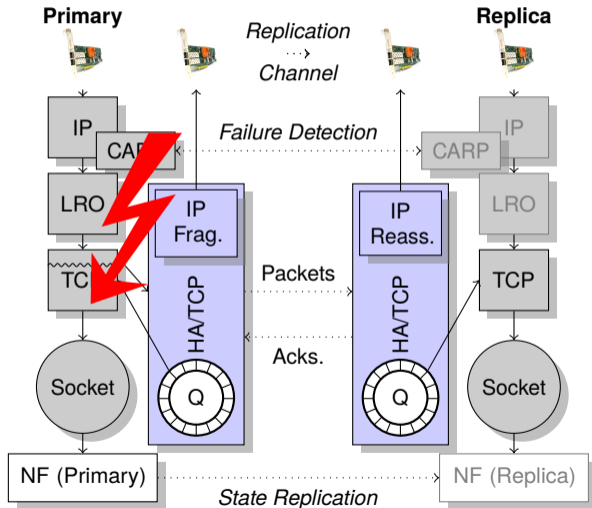 Primary
Replication
Channel
Replica
IP
CARP
Failure Detection
CARP
IP
LRO
IP
Frag.
IP
Reass.
LRO
TC
HA/TCP
Packets
Acks.
HA/TCP
TCP
Socket
Q
Q
Socket
NF (Primary)
State Replication
NF (Replica)